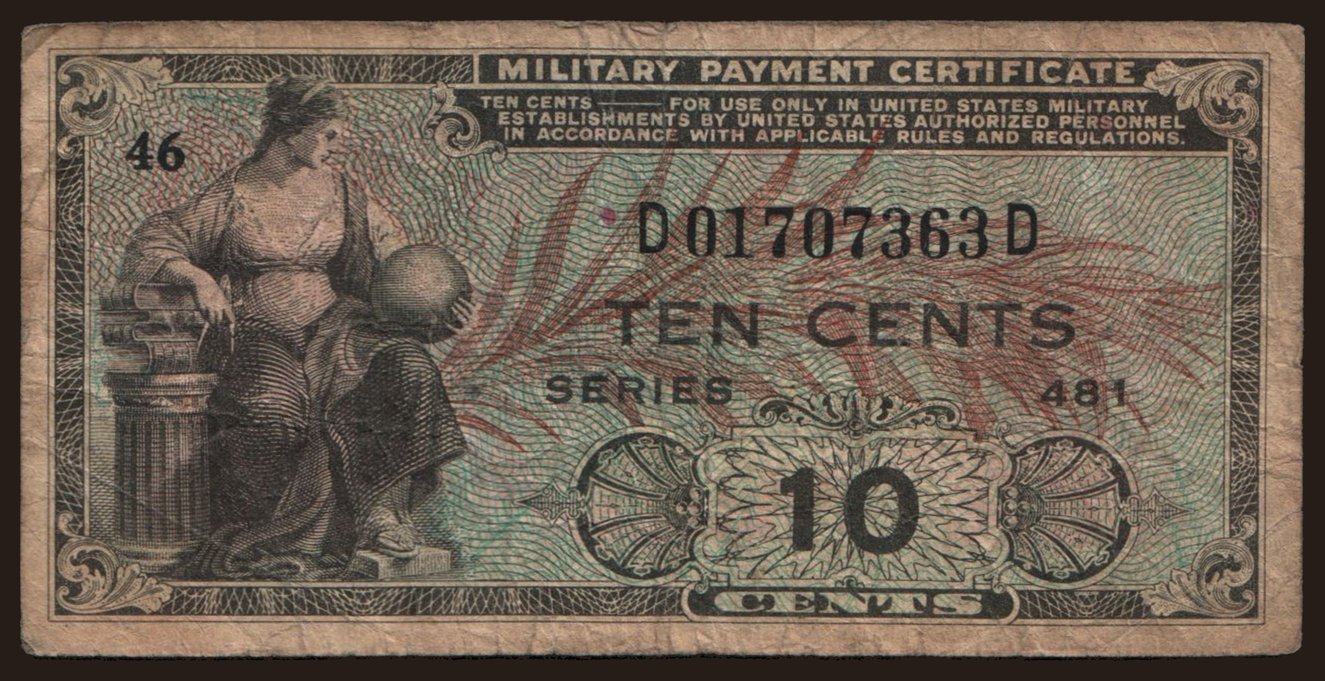 MILITARY PAYMENT CERTIFICATE
TEN CENTS —— FOR USE ONLY IN UNITED STATES MILITARY
ESTABLISHMENTS BY UNITED STATES AUTHORIZED PERSONNEL
IN ACCORDANCE WITH APPLICABLE RULES AND REGULATIONS.
46
D01707363D
TEN CENTS
SERIES 481
10
CENTS